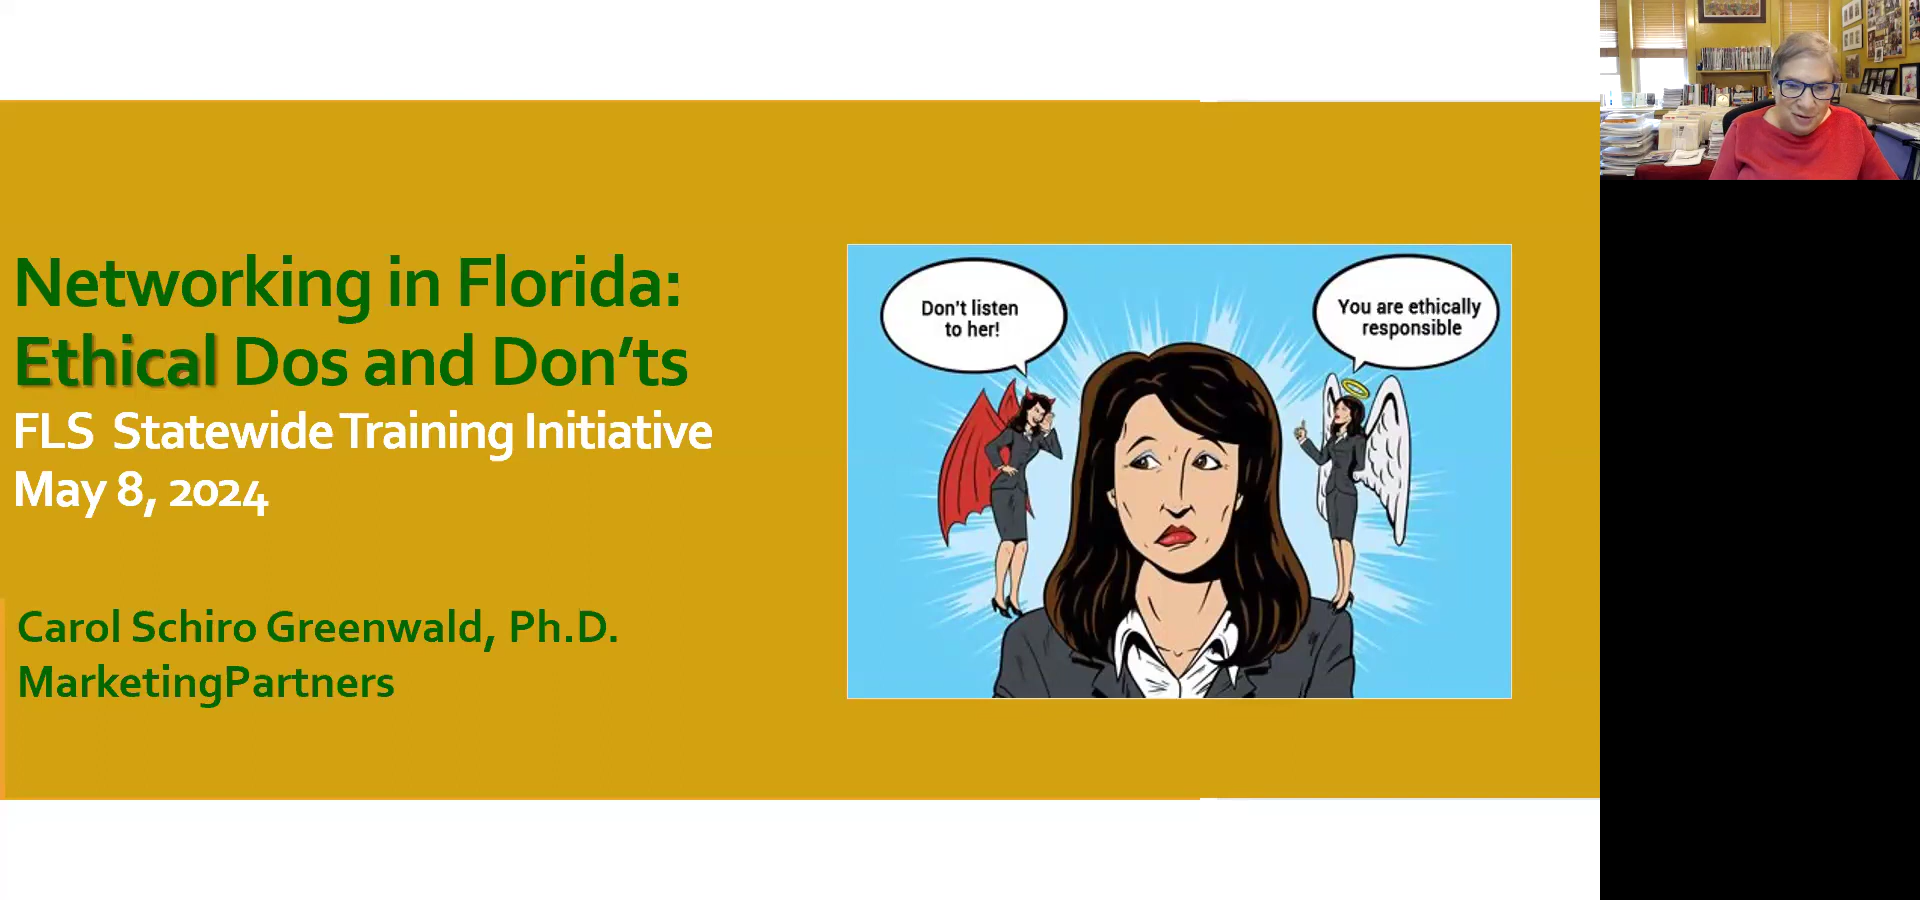 Networking in Florida:
Ethical Dos and Don’ts
FLS Statewide Training Initiative
May 8, 2024
Carol Schiro Greenwald, Ph.D.
MarketingPartners
Don't listen
to her!
You are ethically
responsible